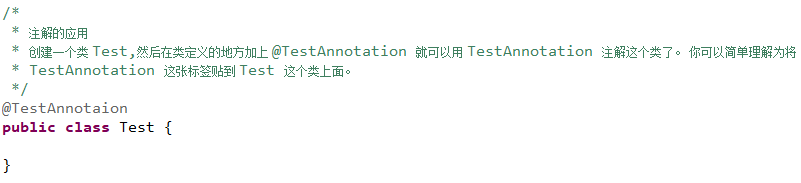 /*
 * 注解的应用
 * 创建一个类 Test,然后在类定义的地方加上 @TestAnnotation 就可以用 TestAnnotation 注解这个类了。 你可以简单理解为将
 * TestAnnotation 这张标签贴到 Test 这个类上面。
 */
@TestAnnotaion
public class Test {
}